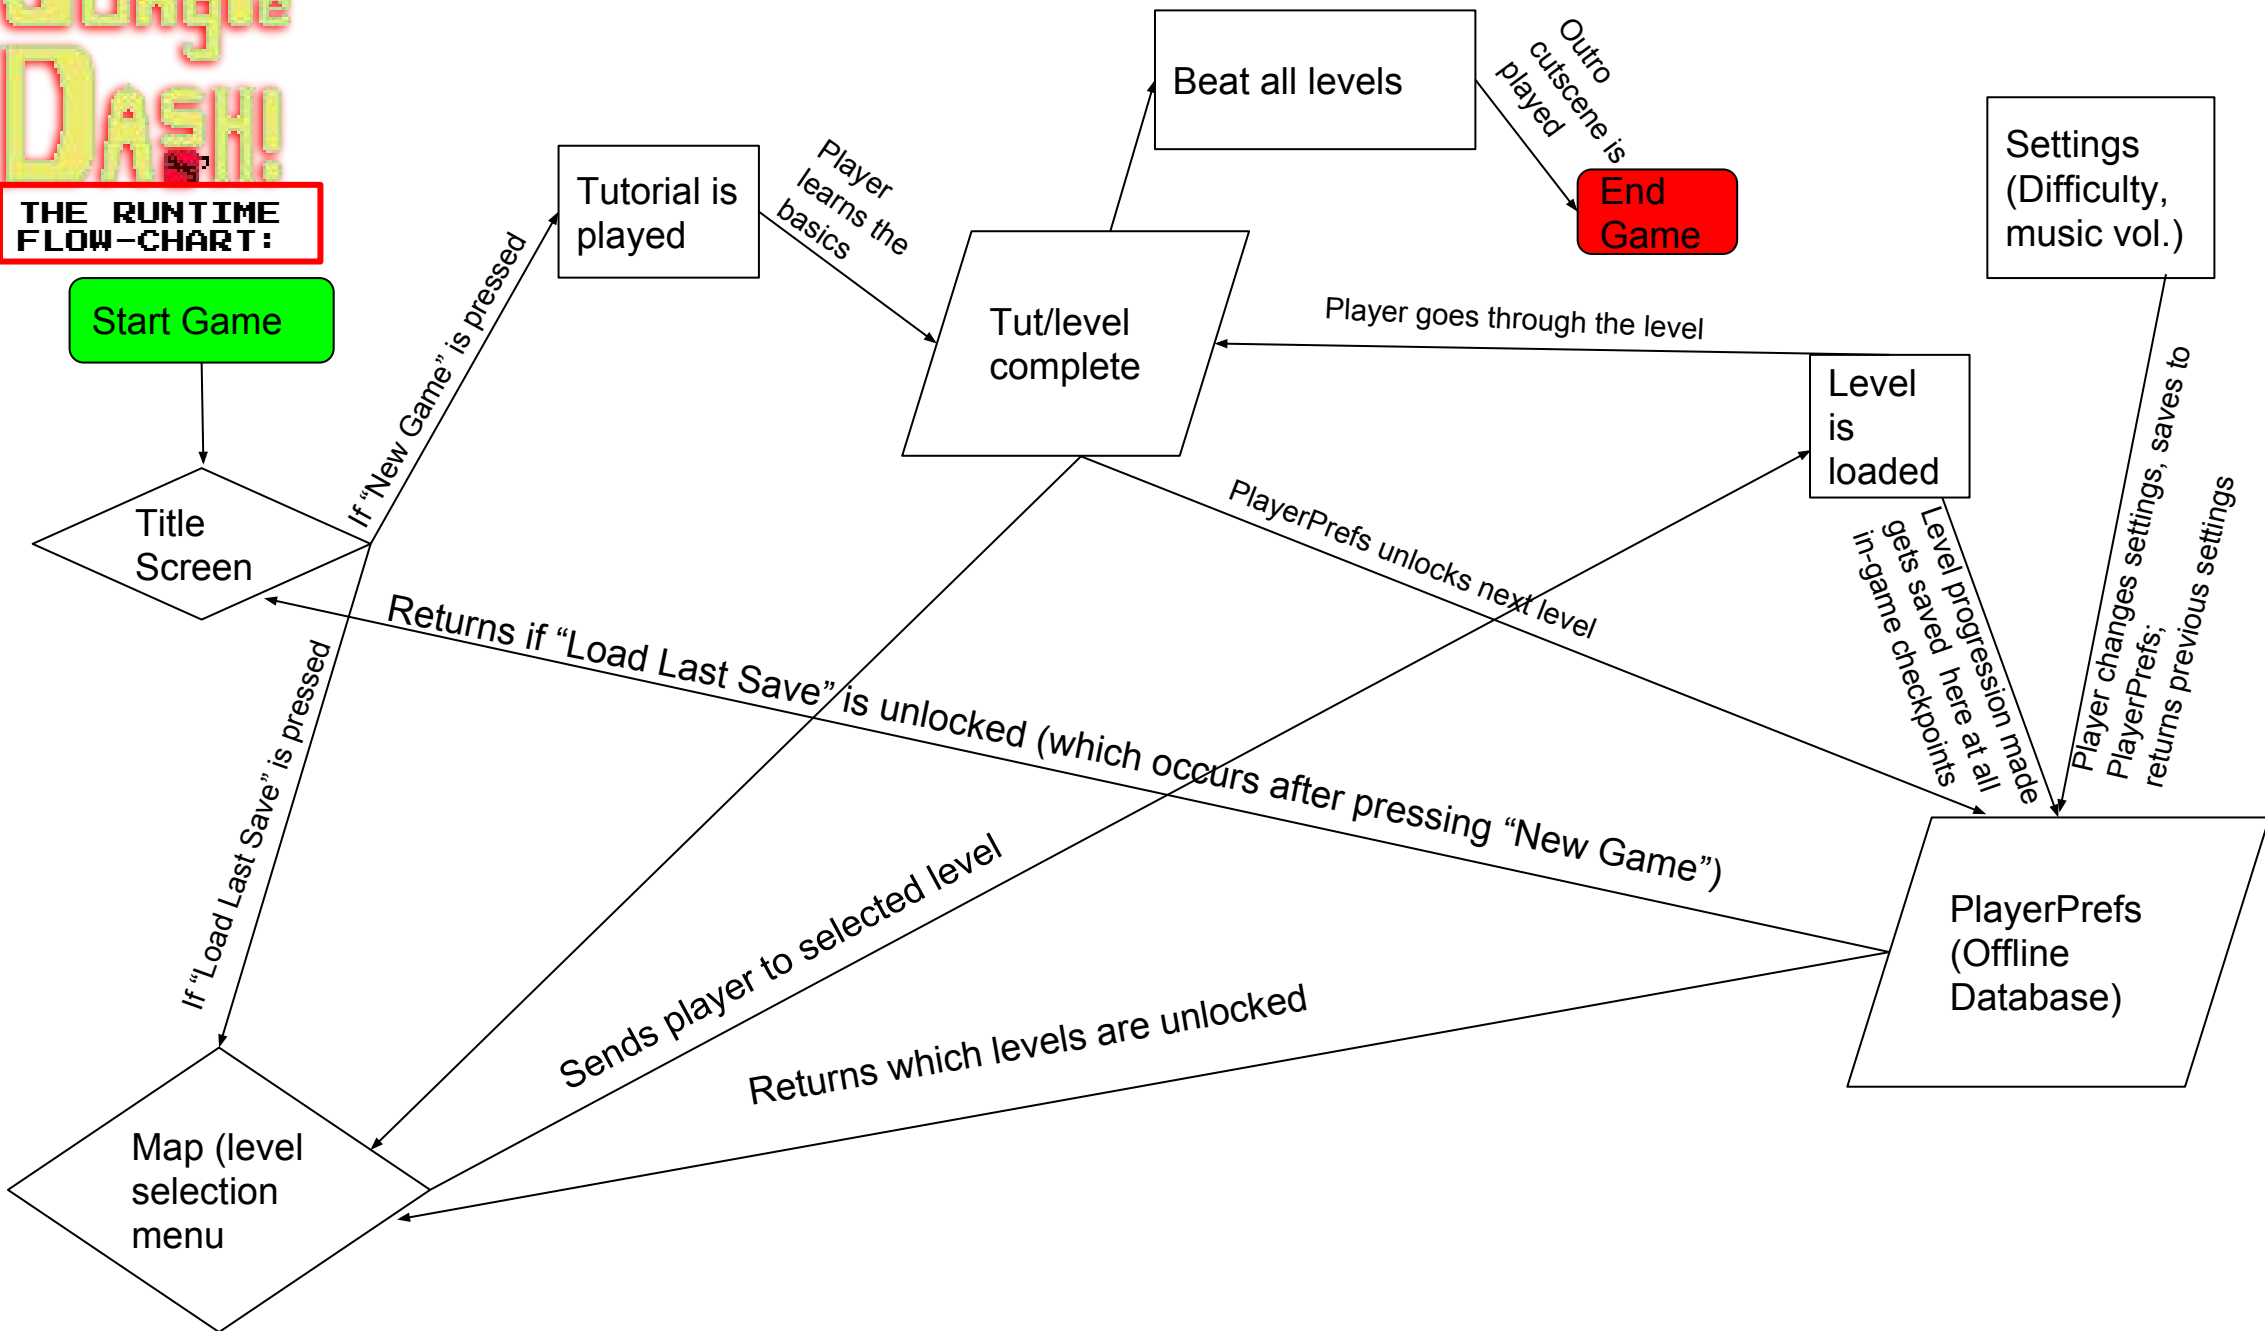 Jungle
DASH!
THE RUNTIME
FLOW-CHART:
Start Game
Title
Screen
If “New Game” is pressed
If “Load Last Save” is pressed
Tutorial is
played
Player
learns the
basics
Tut/level
complete
Beat all levels
Outro
cutscene is
played
End
Game
Settings
(Difficulty,
music vol.)
Player goes through the level
Level
is
loaded
PlayerPrefs unlocks next level
Level progression made
gets saved  here at all
in-game checkpoints
Player changes settings, saves to
PlayerPrefs;
returns previous settings
Returns if “Load Last Save” is unlocked (which occurs after pressing “New Game”)
Sends player to selected level
Returns which levels are unlocked
PlayerPrefs
(Offline
Database)
Map (level
selection
menu